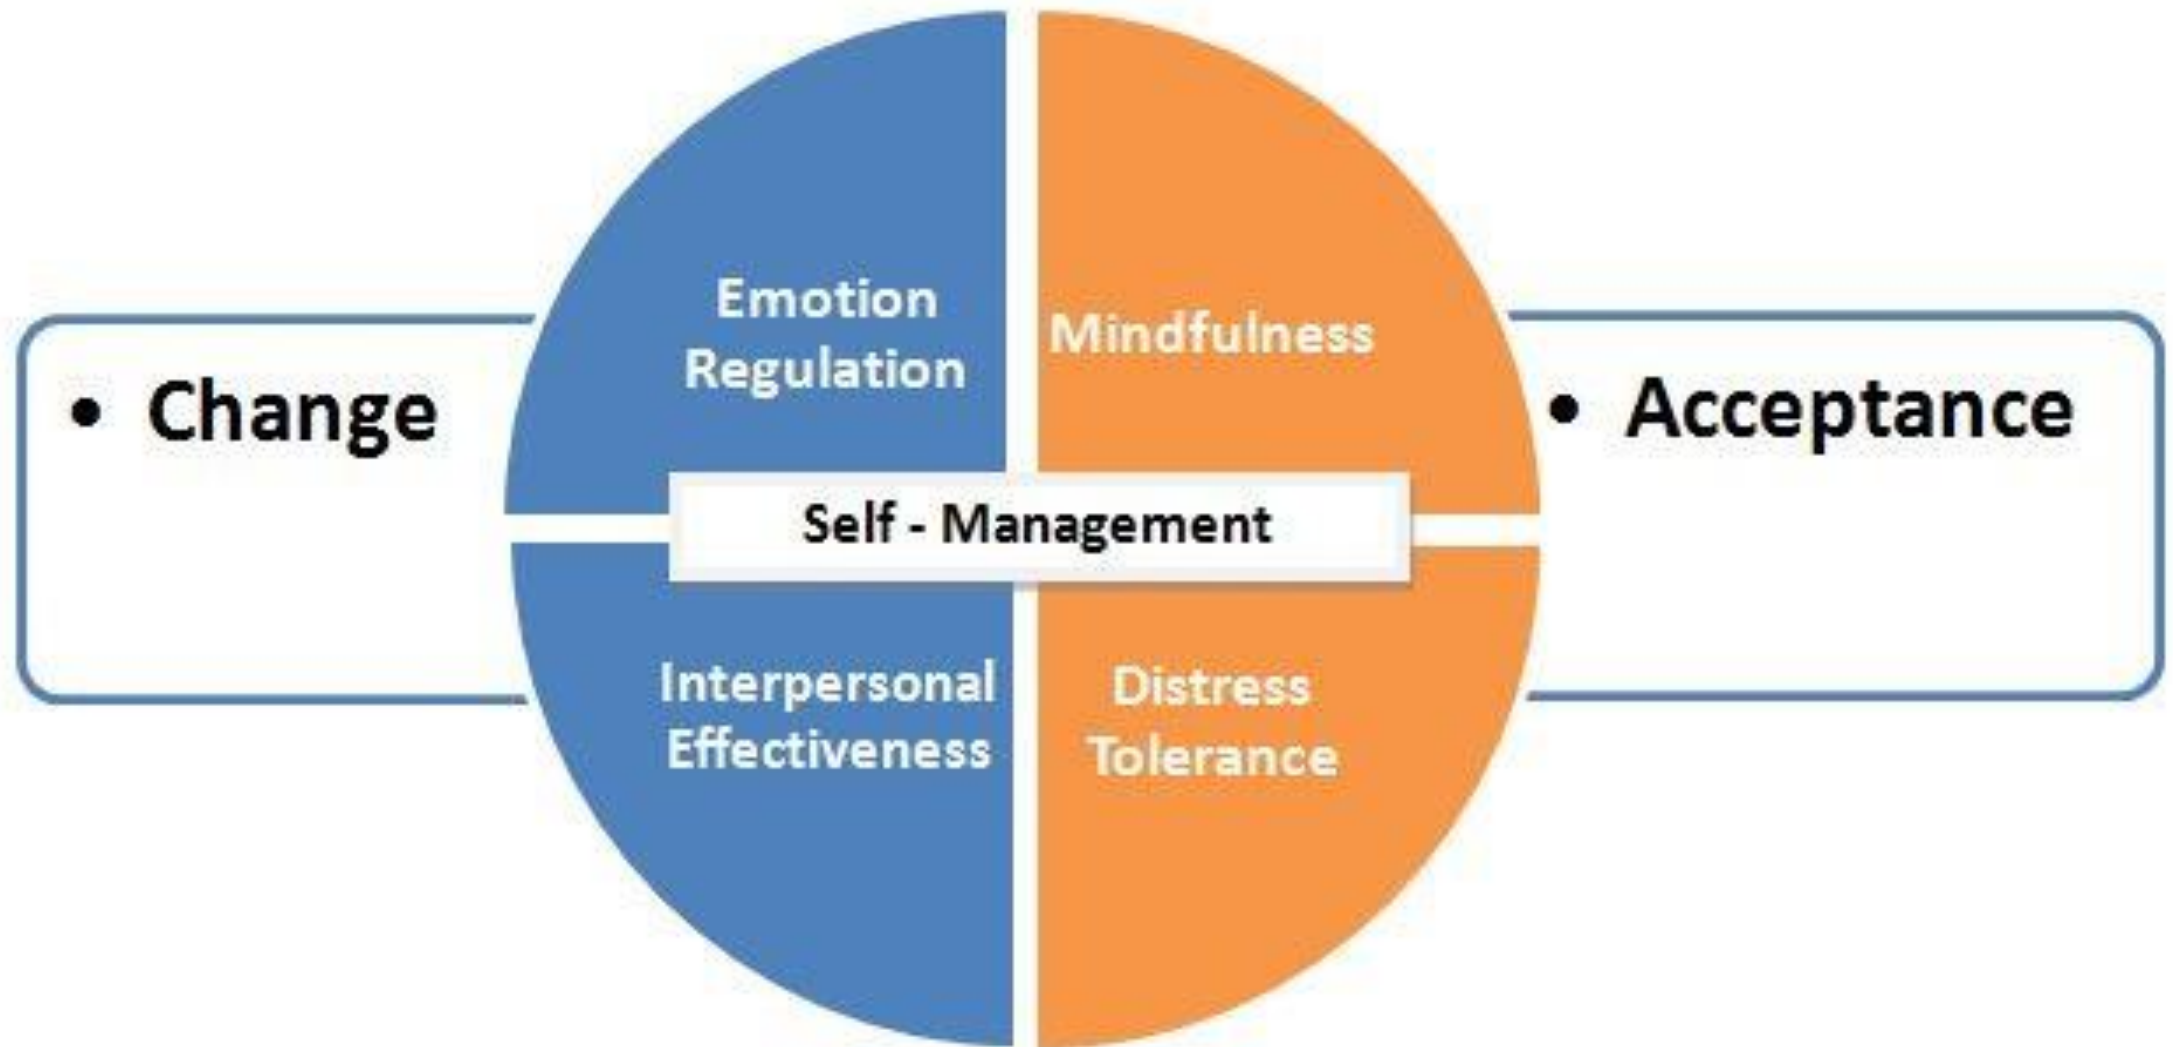 Emotion
Regulation
Mindfulness
• Change
• Acceptance
Self - Management
Interpersonal
Effectiveness
Distress
Tolerance